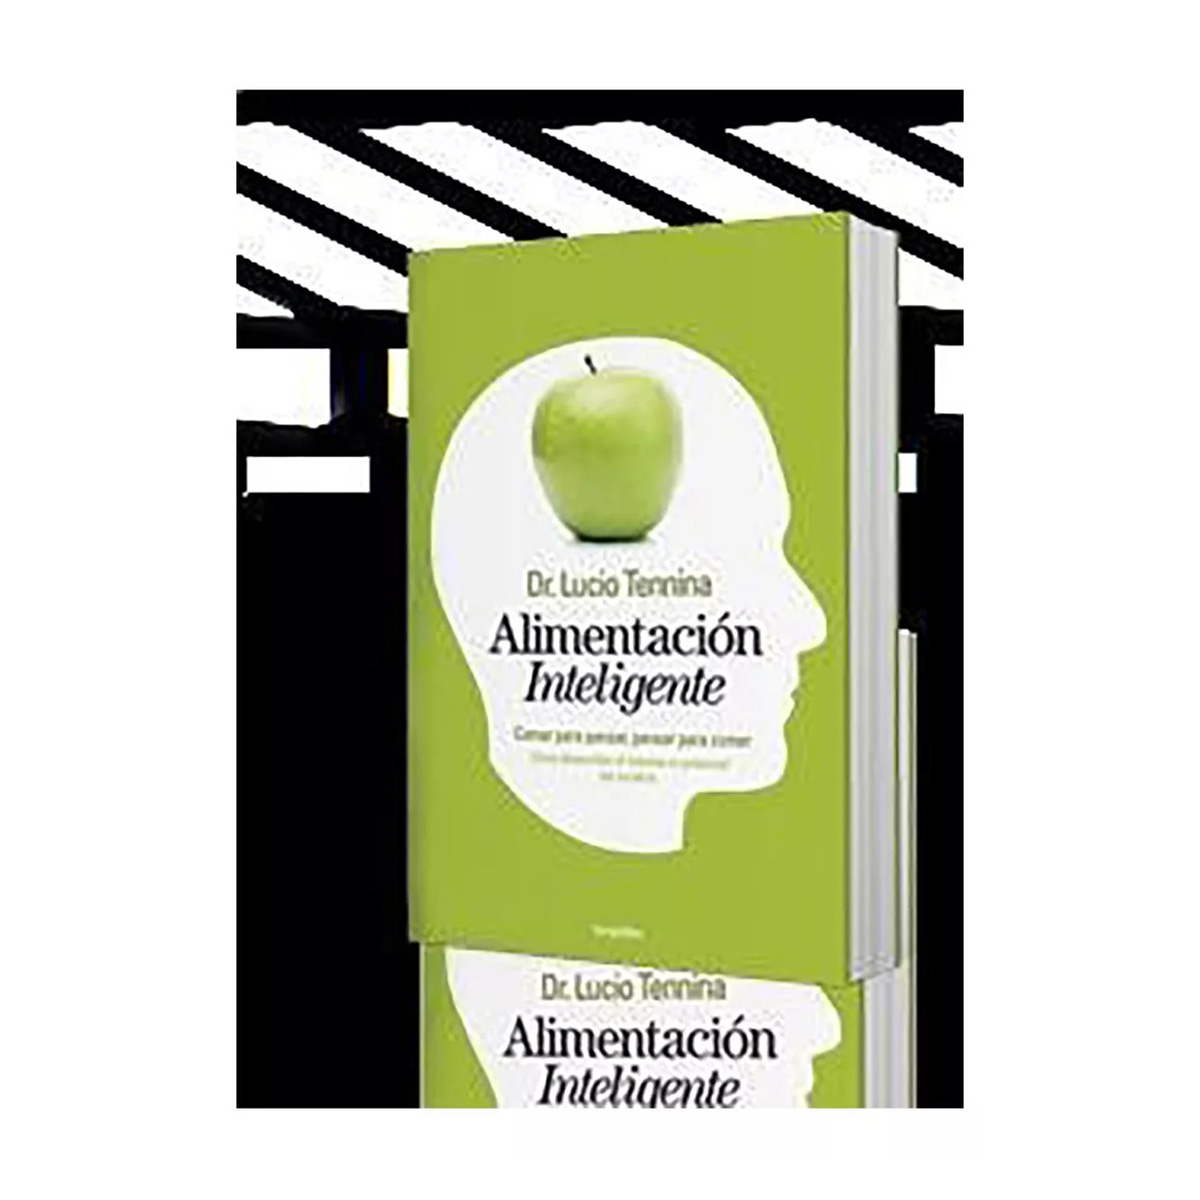 Dr. Lucio Tennina
Alimentación
Inteligente
Comer para pensar, pensar para comer
Dr. Lucio Tennina
Alimentación
Inteligente